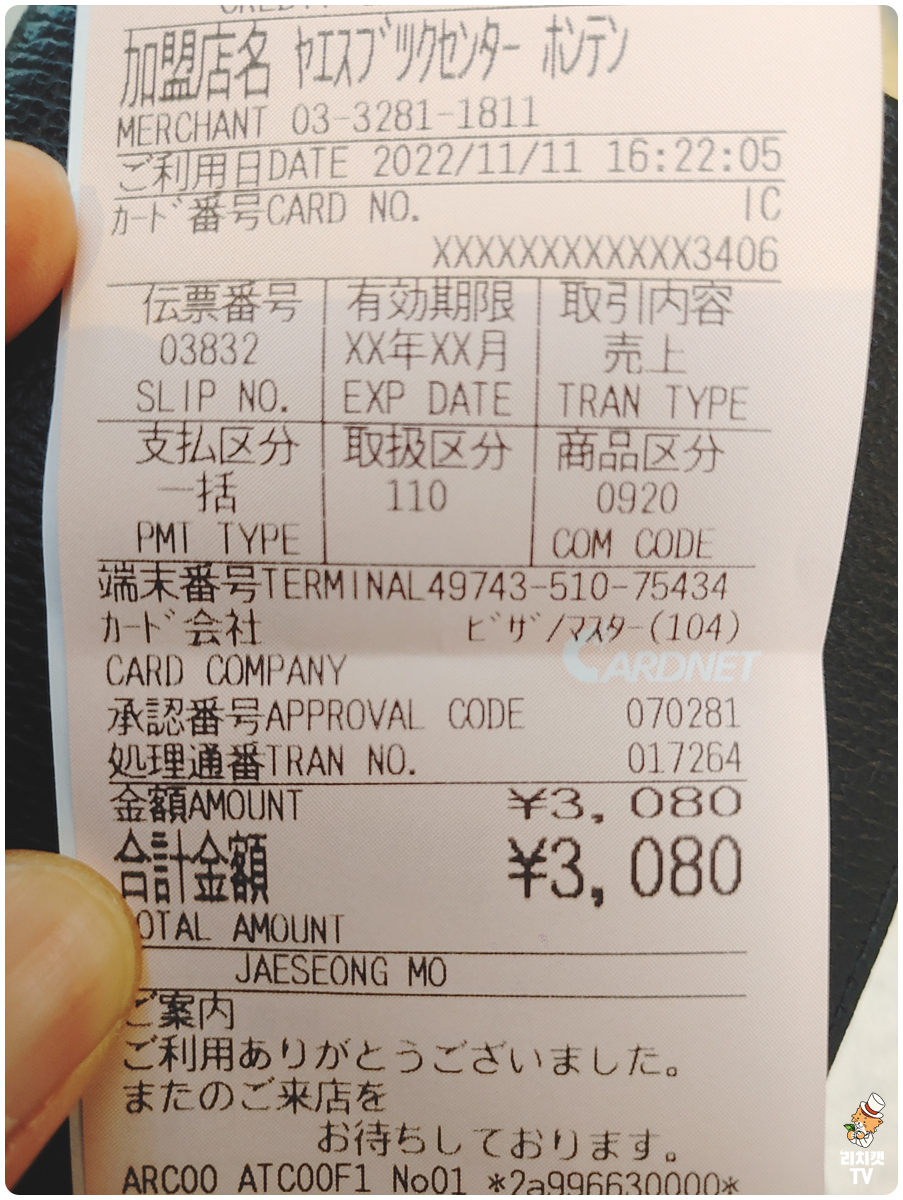 加盟店名 ﾔｴｽﾌﾞﾂｸｾﾝﾀｰ ﾎﾝﾃﾝ
MERCHANT 03-3281-1811
ご利用日DATE 2022/11/11 16:22:05
ｶｰﾄﾞ番号CARD NO. IC
XXXXXXXXXXXX3406
伝票番号 有効期限 取引内容
03832 XX年XX月 売上
SLIP NO. EXP DATE TRAN TYPE
支払区分 取扱区分 商品区分
一括 110 0920
PMT TYPE COM CODE
端末番号TERMINAL49743-510-75434
ｶｰﾄﾞ会社 ﾋﾞｻﾞ/ﾏｽﾀｰ(104)
CARDNET
CARD COMPANY
承認番号APPROVAL CODE 070281
処理通番TRAN NO. 017264
金額AMOUNT ¥3,080
合計金額 ¥3,080
OTAL AMOUNT
JAESEONG MO
ご案内
ご利用ありがとうございました。
またのご来店を
お待ちしております。
ARC00 ATC00F1 No01 *2a996630000*
리치캣
TV